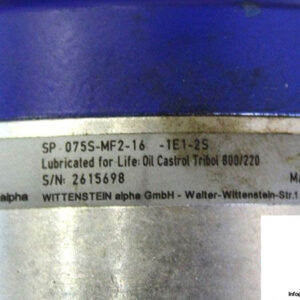 SP 075S-MF2-16 -1E1-2S
Lubricated for Life: Oil Castrol Tribol 800/220
S/N: 2615698 Ma
alpha WITTENSTEIN alpha GmbH - Walter-Wittenstein-Str.1